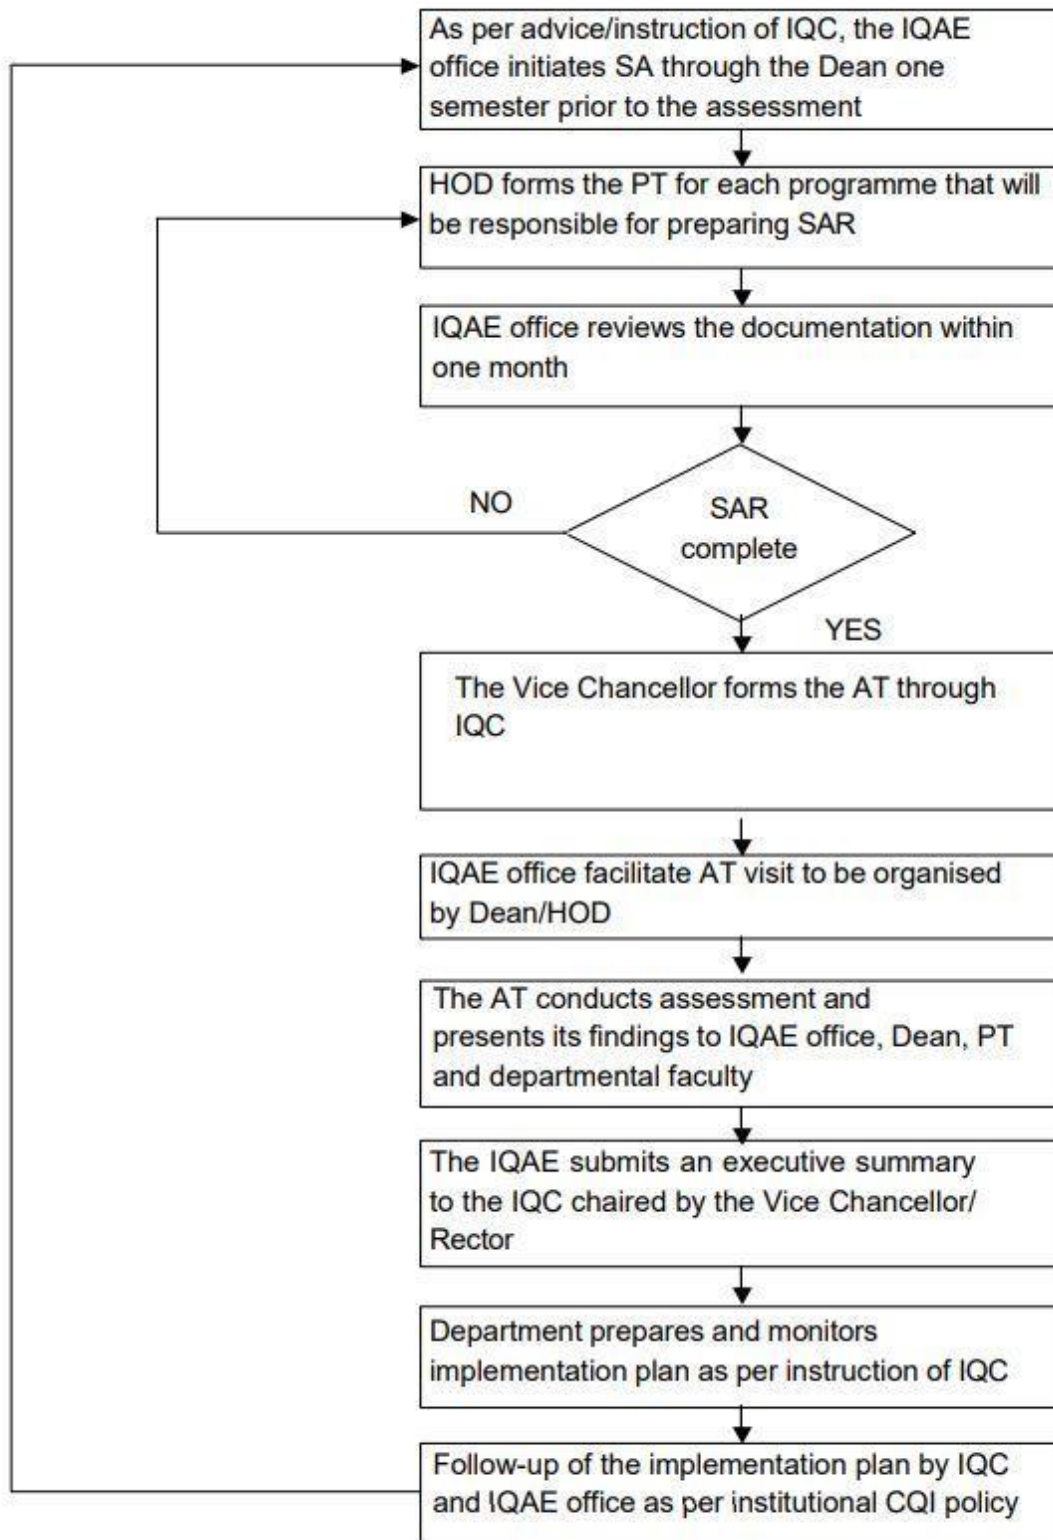 As per advice/instruction of IQC, the IQAE
office initiates SA through the Dean one
semester prior to the assessment
HOD forms the PT for each programme that will
be responsible for preparing SAR
IQAE office reviews the documentation within
one month
NO
SAR
complete
YES
The Vice Chancellor forms the AT through
IQC
IQAE office facilitate AT visit to be organised
by Dean/HOD
The AT conducts assessment and
presents its findings to IQAE office, Dean, PT
and departmental faculty
The IQAE submits an executive summary
to the IQC chaired by the Vice Chancellor/
Rector
Department prepares and monitors
implementation plan as per instruction of IQC
Follow-up of the implementation plan by IQC
and IQAE office as per institutional CQI policy